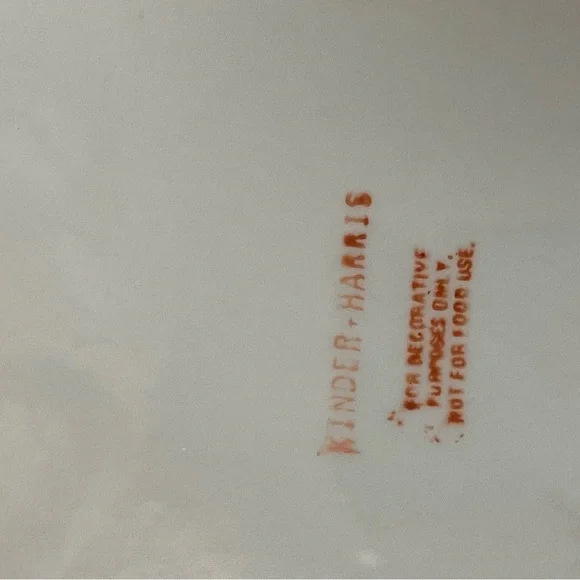 KINDER-HARRIS
FOR DECORATIVE
PURPOSES ONLY.
NOT FOR FOOD USE.